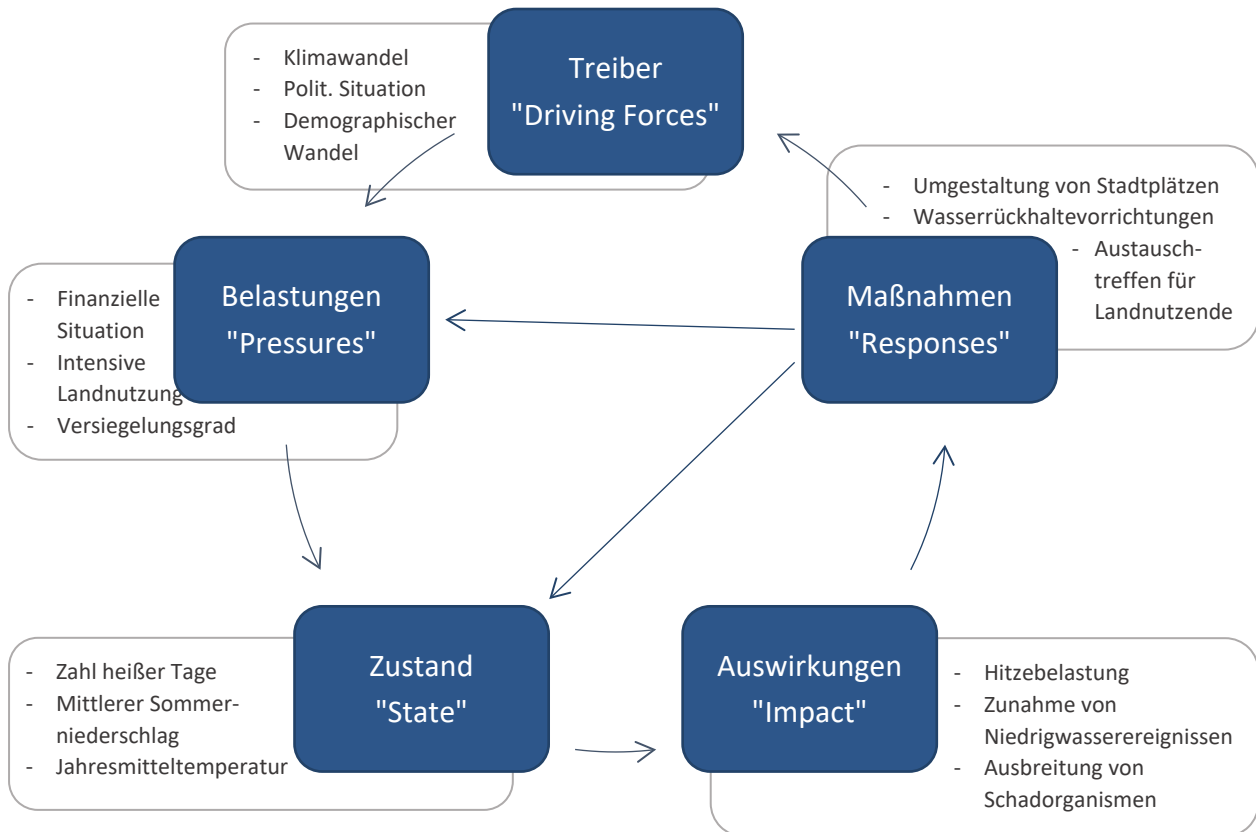 - Klimawandel
- Polit. Situation
- Demographischer
Wandel
Treiber
"Driving Forces"
- Umgestaltung von Stadtplätzen
- Wasserrückhaltevorrichtungen
- Austausch-
treffen für
Landnutzende
Maßnahmen
"Responses"
- Finanzielle
Situation
- Intensive
Landnutzung
- Versiegelungsgrad
Belastungen
"Pressures"
- Zahl heißer Tage
- Mittlerer Sommer-
niederschlag
- Jahresmitteltemperatur
Zustand
"State"
Auswirkungen
"Impact"
- Hitzebelastung
- Zunahme von
Niedrigwasserereignissen
- Ausbreitung von
Schadorganismen